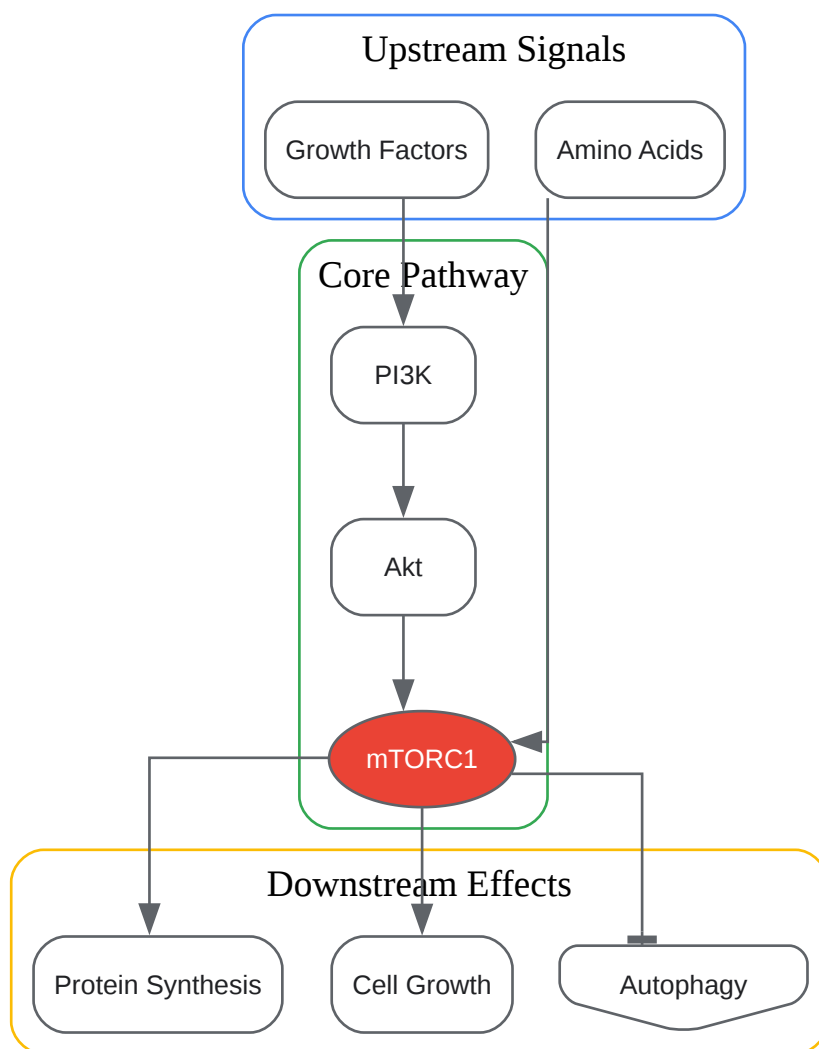 Upstream Signals
Growth Factors
Amino Acids
Core Pathway
PI3K
Akt
mTORC1
Downstream Effects
Protein Synthesis
Cell Growth
Autophagy